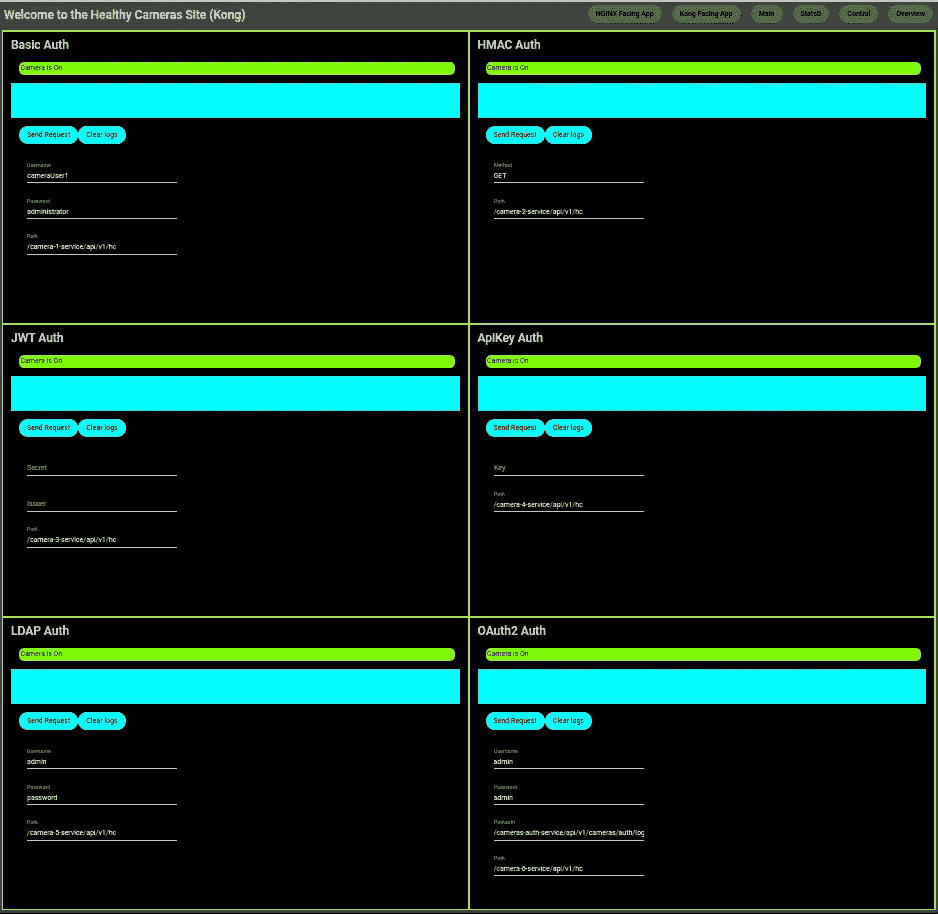 Welcome to the Healthy Cameras Site (Kong)
NGINX Facing App
Kong Facing App
Main
StatsD
Control
Overview
Basic Auth
Camera is On
Send Request
Clear logs
Username
cameraUser1
Password
administrator
Path
/camera-1-service/api/v1/hc
HMAC Auth
Camera is On
Send Request
Clear logs
Method
GET
Path
/camera-2-service/api/v1/hc
JWT Auth
Camera is On
Send Request
Clear logs
Secret
Issuer
Path
/camera-3-service/api/v1/hc
ApiKey Auth
Camera is On
Send Request
Clear logs
Key
Path
/camera-4-service/api/v1/hc
LDAP Auth
Camera is On
Send Request
Clear logs
Username
admin
Password
password
Path
/camera-5-service/api/v1/hc
OAuth2 Auth
Camera is On
Send Request
Clear logs
Username
admin
Password
admin
Pathauth
/cameras-auth-service/api/v1/cameras/auth/log
Path
/camera-6-service/api/v1/hc